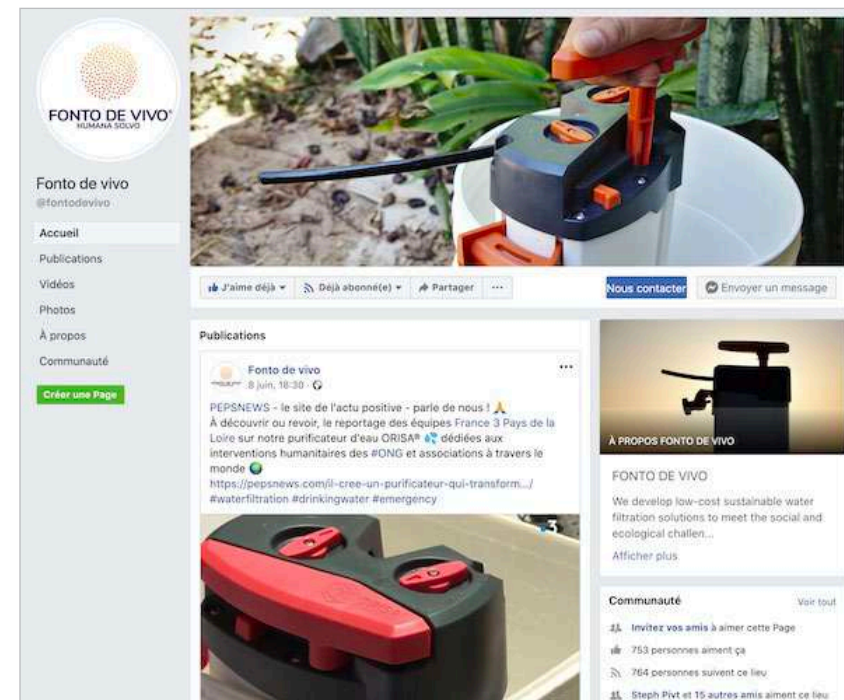 FONTO DE VIVO®
HUMANA SOLVO
Fonto de vivo
@fontodevivo
Accueil
Publications
Vidéos
Photos
À propos
Communauté
Créer une Page
J'aime déjà
Déjà abonné(e)
Partager
...
Nous contacter
Envoyer un message
Publications
Fonto de vivo
8 juin, 18:30 ·
PEPSNEWS - le site de l'actu positive - parle de nous !
À découvrir ou revoir, le reportage des équipes France 3 Pays de la
Loire sur notre purificateur d'eau ORISA® dédiées aux
interventions humanitaires des #ONG et associations à travers le
monde
https://pepsnews.com/il-cree-un-purificateur-qui-transform.../
#waterfiltration #drinkingwater #emergency
3
À PROPOS FONTO DE VIVO
FONTO DE VIVO
We develop low-cost sustainable water
filtration solutions to meet the social and
ecological challen...
Afficher plus
Communauté
Voir tout
Invitez vos amis à aimer cette Page
753 personnes aiment ça
764 personnes suivent ce lieu
Steph Pivt et 15 autres amis aiment ce lieu